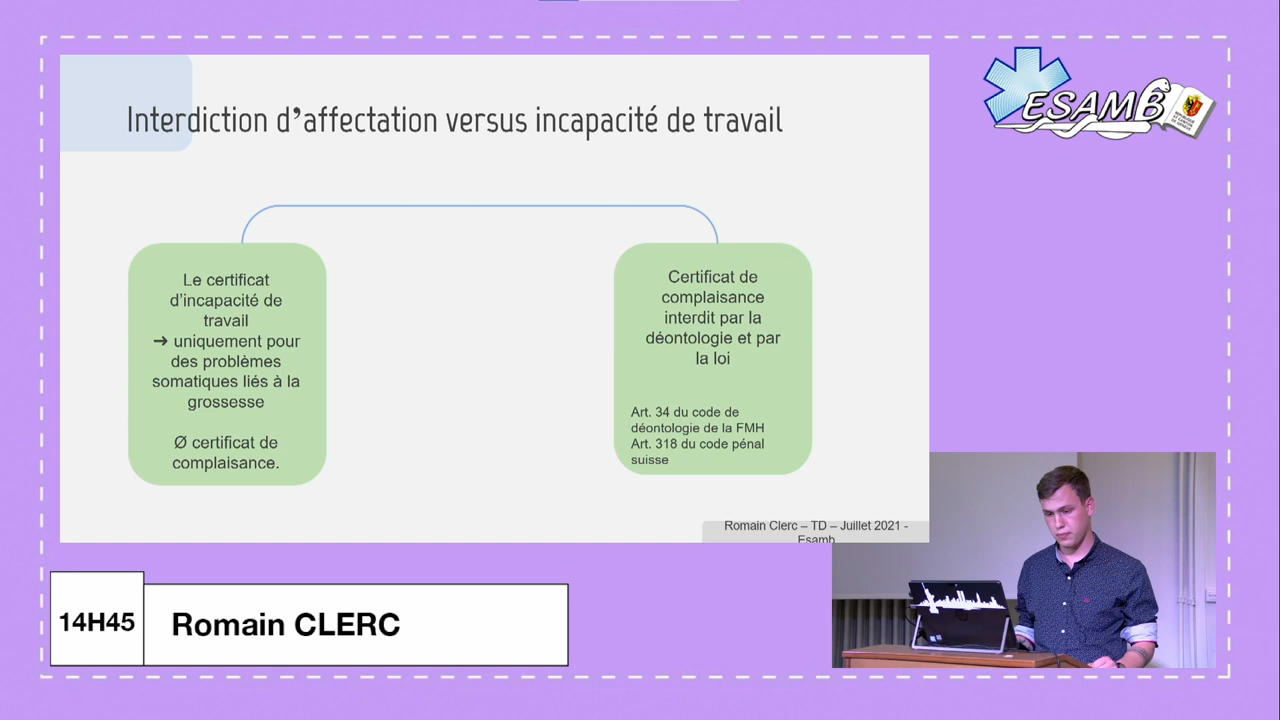 Interdiction d’affectation versus incapacité de travail
Le certificat
d’incapacité de
travail
➔ uniquement pour
des problèmes
somatiques liés à la
grossesse
Ø certificat de
complaisance.
Certificat de
complaisance
interdit par la
déontologie et par
la loi
Art. 34 du code de
déontologie de la FMH
Art. 318 du code pénal
suisse
Romain Clerc – TD – Juillet 2021 -
Esamb
ESAMB
14H45
Romain CLERC